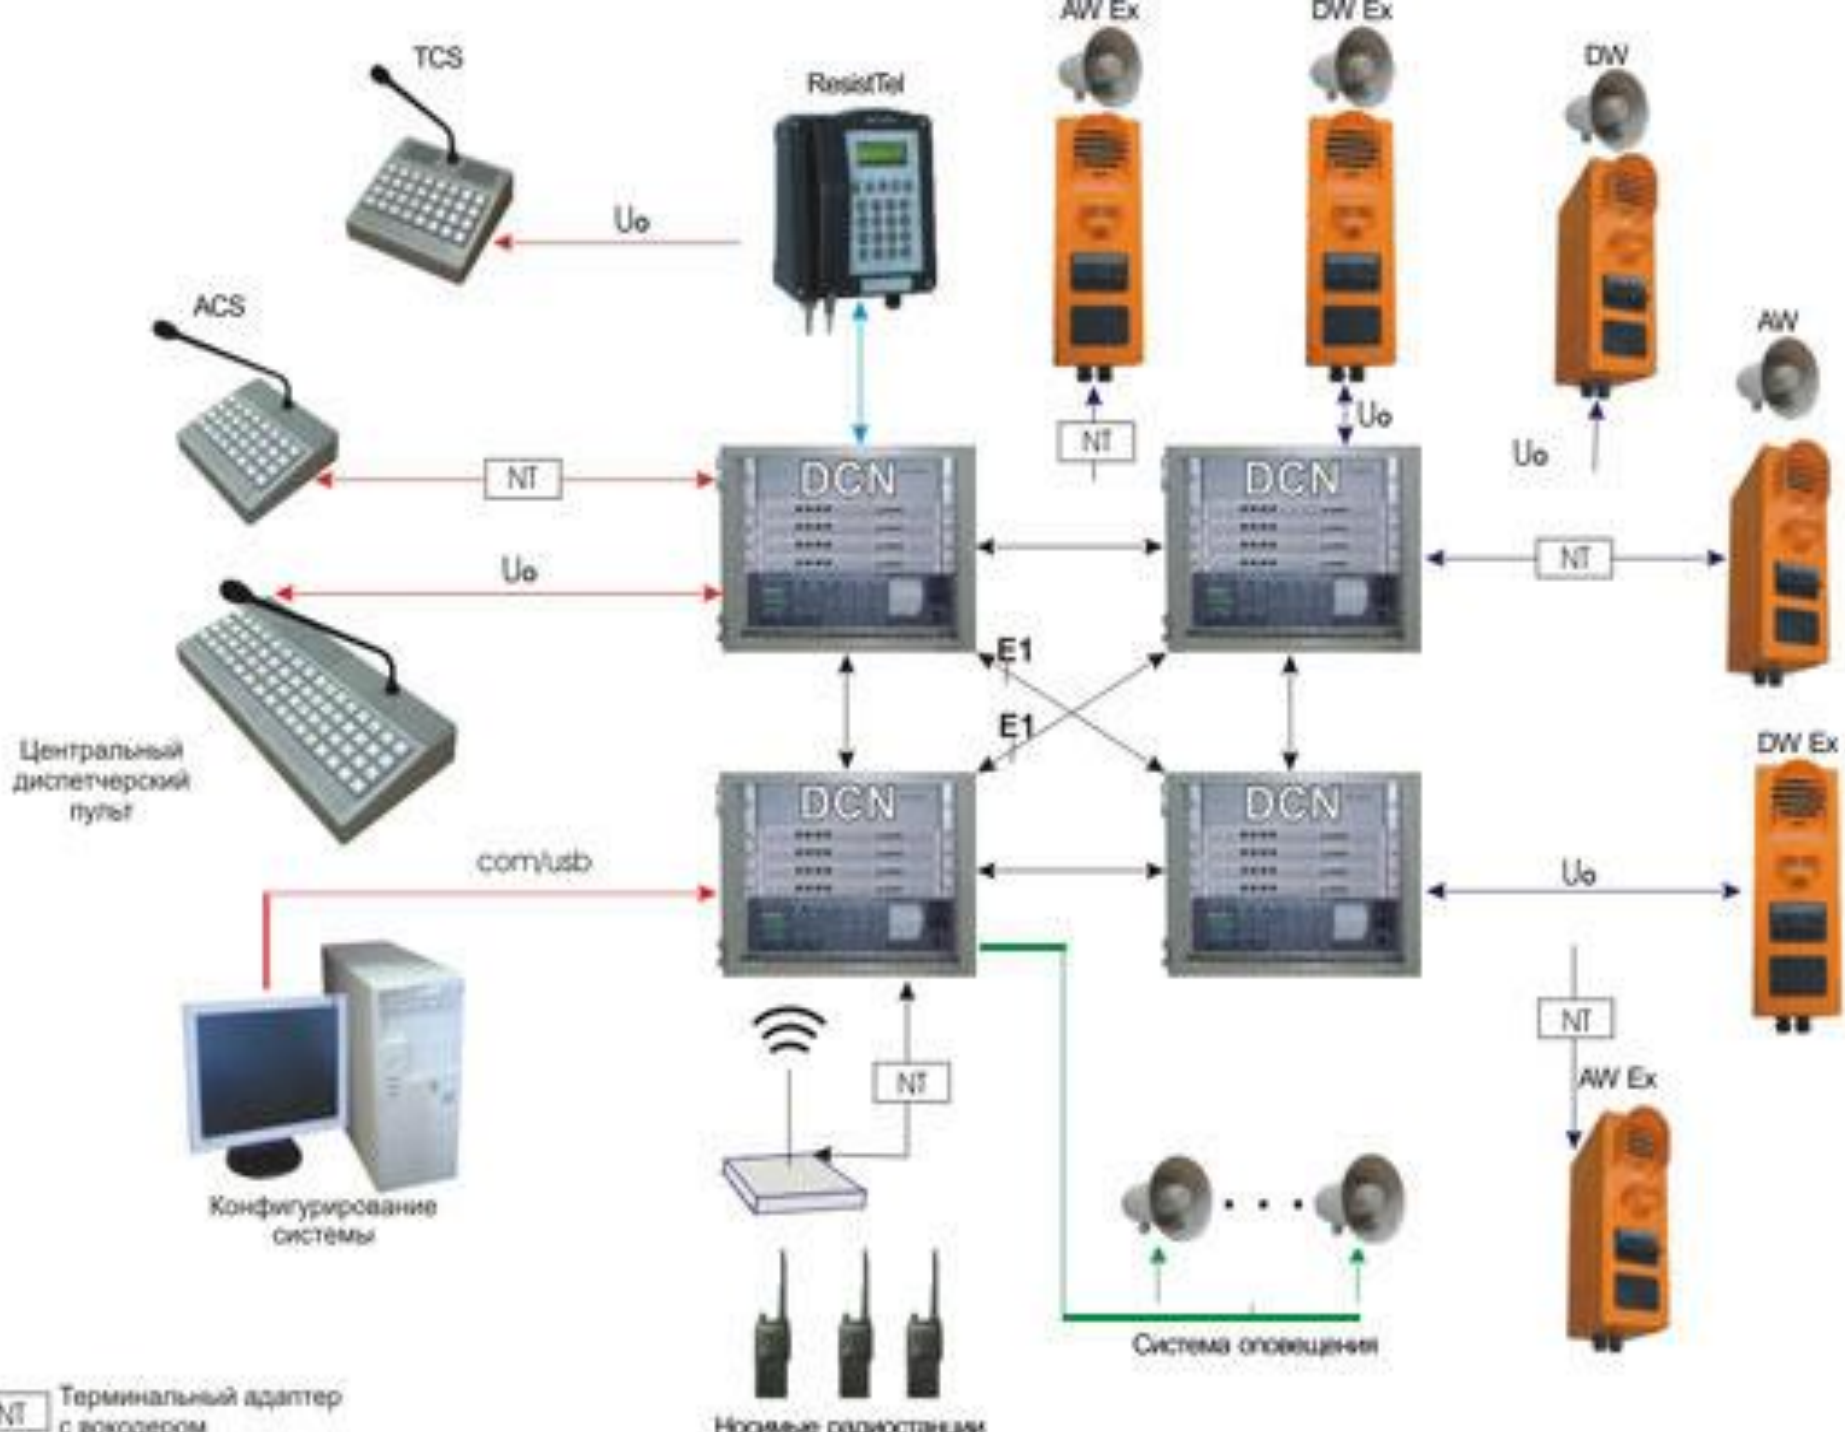 AW Ex
DW Ex
TCS
ResistTel
DW
Uo
ACS
AW
NT
Uo
DCN
DCN
Uo
NT
NT
Uo
E1
E1
Центральный
диспетчерский
пульт
DW Ex
DCN
DCN
com/usb
Uo
NT
NT
AW Ex
Конфигурирование
системы
Система оповещения
NT
Терминальный адаптер
с вокодером
Носимые радиостанции